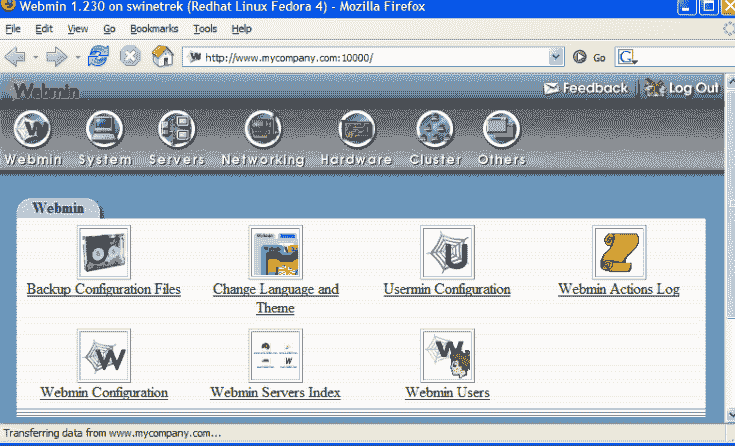 Webmin 1.230 on swinetrek (Redhat Linux Fedora 4) - Mozilla Firefox
File Edit View Go Bookmarks Tools Help
http://www.mycompany.com:10000/ Go G
Webmin Feedback Log Out
Webmin System Servers Networking Hardware Cluster Others
Webmin
Backup Configuration Files Change Language and Theme Usermin Configuration Webmin Actions Log
Webmin Configuration Webmin Servers Index Webmin Users
Transferring data from www.mycompany.com...